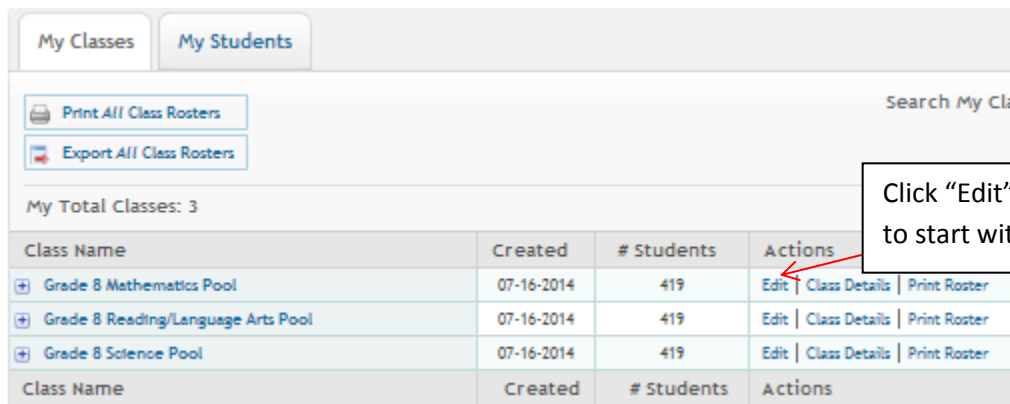 My Classes My Students
Print All Class Rosters
Search My Cla
Export All Class Rosters
My Total Classes: 3
Click “Edit”
to start wit
Class Name Created # Students Actions
Grade 8 Mathematics Pool 07-16-2014 419 Edit | Class Details | Print Roster
Grade 8 Reading/Language Arts Pool 07-16-2014 419 Edit | Class Details | Print Roster
Grade 8 Science Pool 07-16-2014 419 Edit | Class Details | Print Roster
Class Name Created # Students Actions